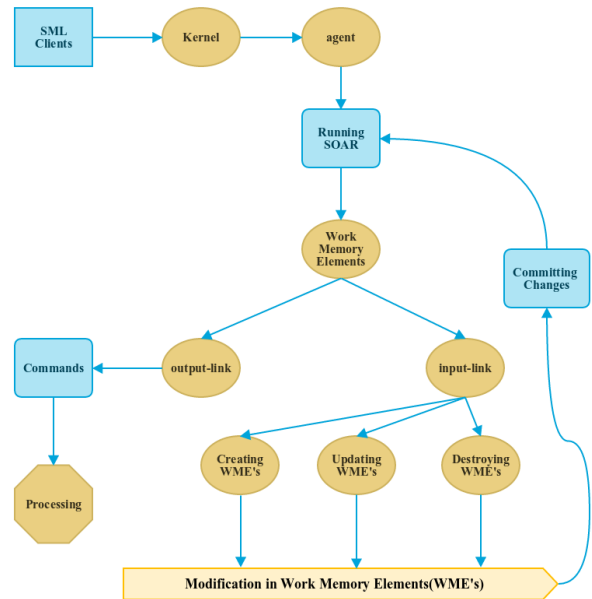 SML
Clients
Kernel
agent
Running
SOAR
Work
Memory
Elements
Committing
Changes
Commands
output-link
input-link
Creating
WME's
Updating
WME's
Destroying
WME's
Processing
Modification in Work Memory Elements(WME's)